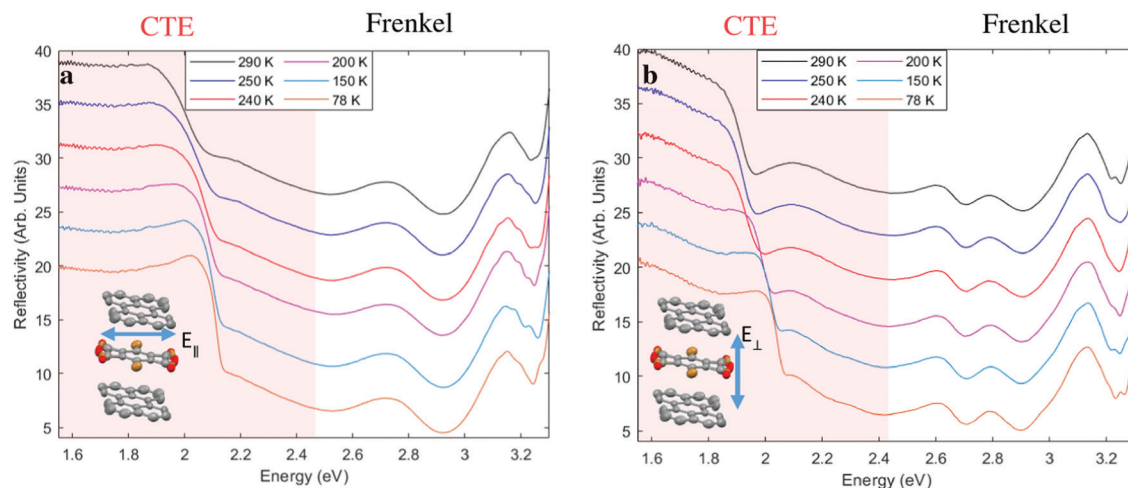 CTE
Frenkel
a
290 K
250 K
240 K
200 K
150 K
78 K
40
35
30
25
20
15
10
5
Reflectivity (Arb. Units)
E∥
1.6
1.8
2
2.2
2.4
2.6
2.8
3
3.2
Energy (eV)
CTE
Frenkel
b
290 K
250 K
240 K
200 K
150 K
78 K
40
35
30
25
20
15
10
5
Reflectivity (Arb. Units)
E⊥
1.6
1.8
2
2.2
2.4
2.6
2.8
3
3.2
Energy (eV)